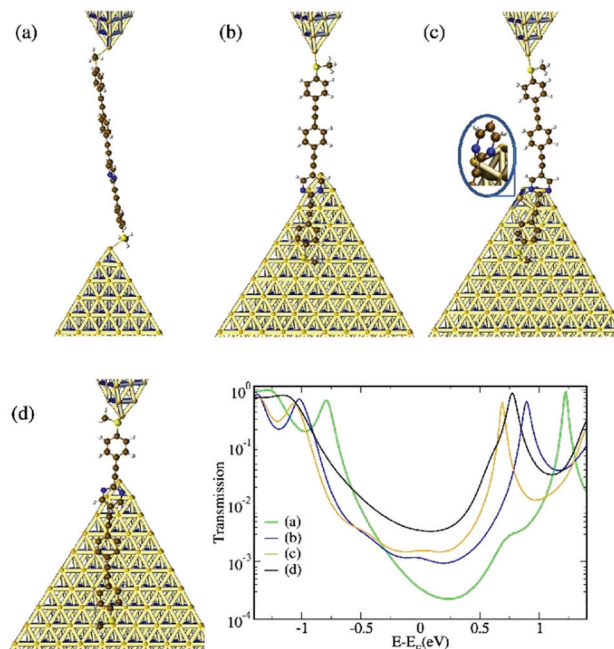 (a)
(b)
(c)
(d)
Transmission
10^0
10^-1
10^-2
10^-3
10^-4
(a)
(b)
(c)
(d)
-1
-0.5
0
0.5
1
E-E_F(eV)